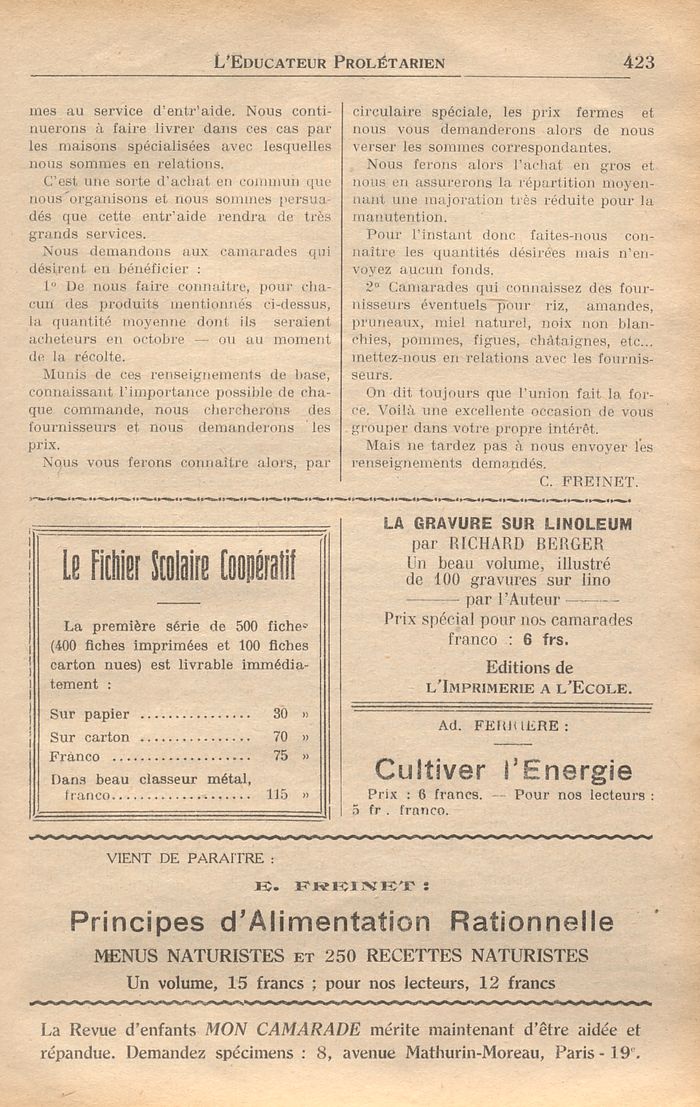 L'EDUCATEUR PROLÉTARIEN 423
mes au service d'entr'aide. Nous conti-
nuerons à faire livrer dans ces cas par
les maisons spécialisées avec lesquelles
nous sommes en relations.
C'est une sorte d'achat en commun que
nous organisons et nous sommes persua-
dés que cette entr'aide rendra de très
grands services.
Nous demandons aux camarades qui
désirent en bénéficier :
1° De nous faire connaître, pour cha-
cun des produits mentionnés ci-dessus,
la quantité moyenne dont ils seraient
acheteurs en octobre — ou au moment
de la récolte.
Munis de ces renseignements de base,
connaissant l'importance possible de cha-
que commande, nous chercherons des
fournisseurs et nous demanderons les
prix.
Nous vous ferons connaître alors, par
circulaire spéciale, les prix fermes et
nous vous demanderons alors de nous
verser les sommes correspondantes.
Nous ferons alors l'achat en gros et
nous en assurerons la répartition moyen-
nant une majoration très réduite pour la
manutention.
Pour l'instant donc faites-nous con-
naître les quantités désirées mais n'en-
voyez aucun fonds.
2° Camarades qui connaissez des four-
nisseurs éventuels pour riz, amandes,
pruneaux, miel naturel, noix non blan-
chies, pommes, figues, châtaignes, etc...
mettez-nous en relations avec les fournis-
seurs.
On dit toujours que l'union fait la for-
ce. Voilà une excellente occasion de vous
grouper dans votre propre intérêt.
Mais ne tardez pas à nous envoyer les
renseignements demandés.
C. FREINET.
Le Fichier Scolaire Coopératif
La première série de 500 fiches
(400 fiches imprimées et 100 fiches
carton nues) est livrable immédia-
tement :
Sur papier ................ 30 »
Sur carton ................ 70 »
Franco .................... 75 »
Dans beau classeur métal,
franco.................... 115 »
LA GRAVURE SUR LINOLEUM
par RICHARD BERGER
Un beau volume, illustré
de 100 gravures sur lino
par l'Auteur
Prix spécial pour nos camarades
franco : 6 frs.
Editions de
L'IMPRIMERIE A L'ECOLE.
Ad. FERRIERE :
Cultiver l'Energie
Prix : 6 francs. — Pour nos lecteurs :
5 fr. franco.
VIENT DE PARAITRE :
E. FREINET :
Principes d'Alimentation Rationnelle
MENUS NATURISTES ET 250 RECETTES NATURISTES
Un volume, 15 francs ; pour nos lecteurs, 12 francs
La Revue d'enfants MON CAMARADE mérite maintenant d'être aidée et
répandue. Demandez spécimens : 8, avenue Mathurin-Moreau, Paris - 19e.